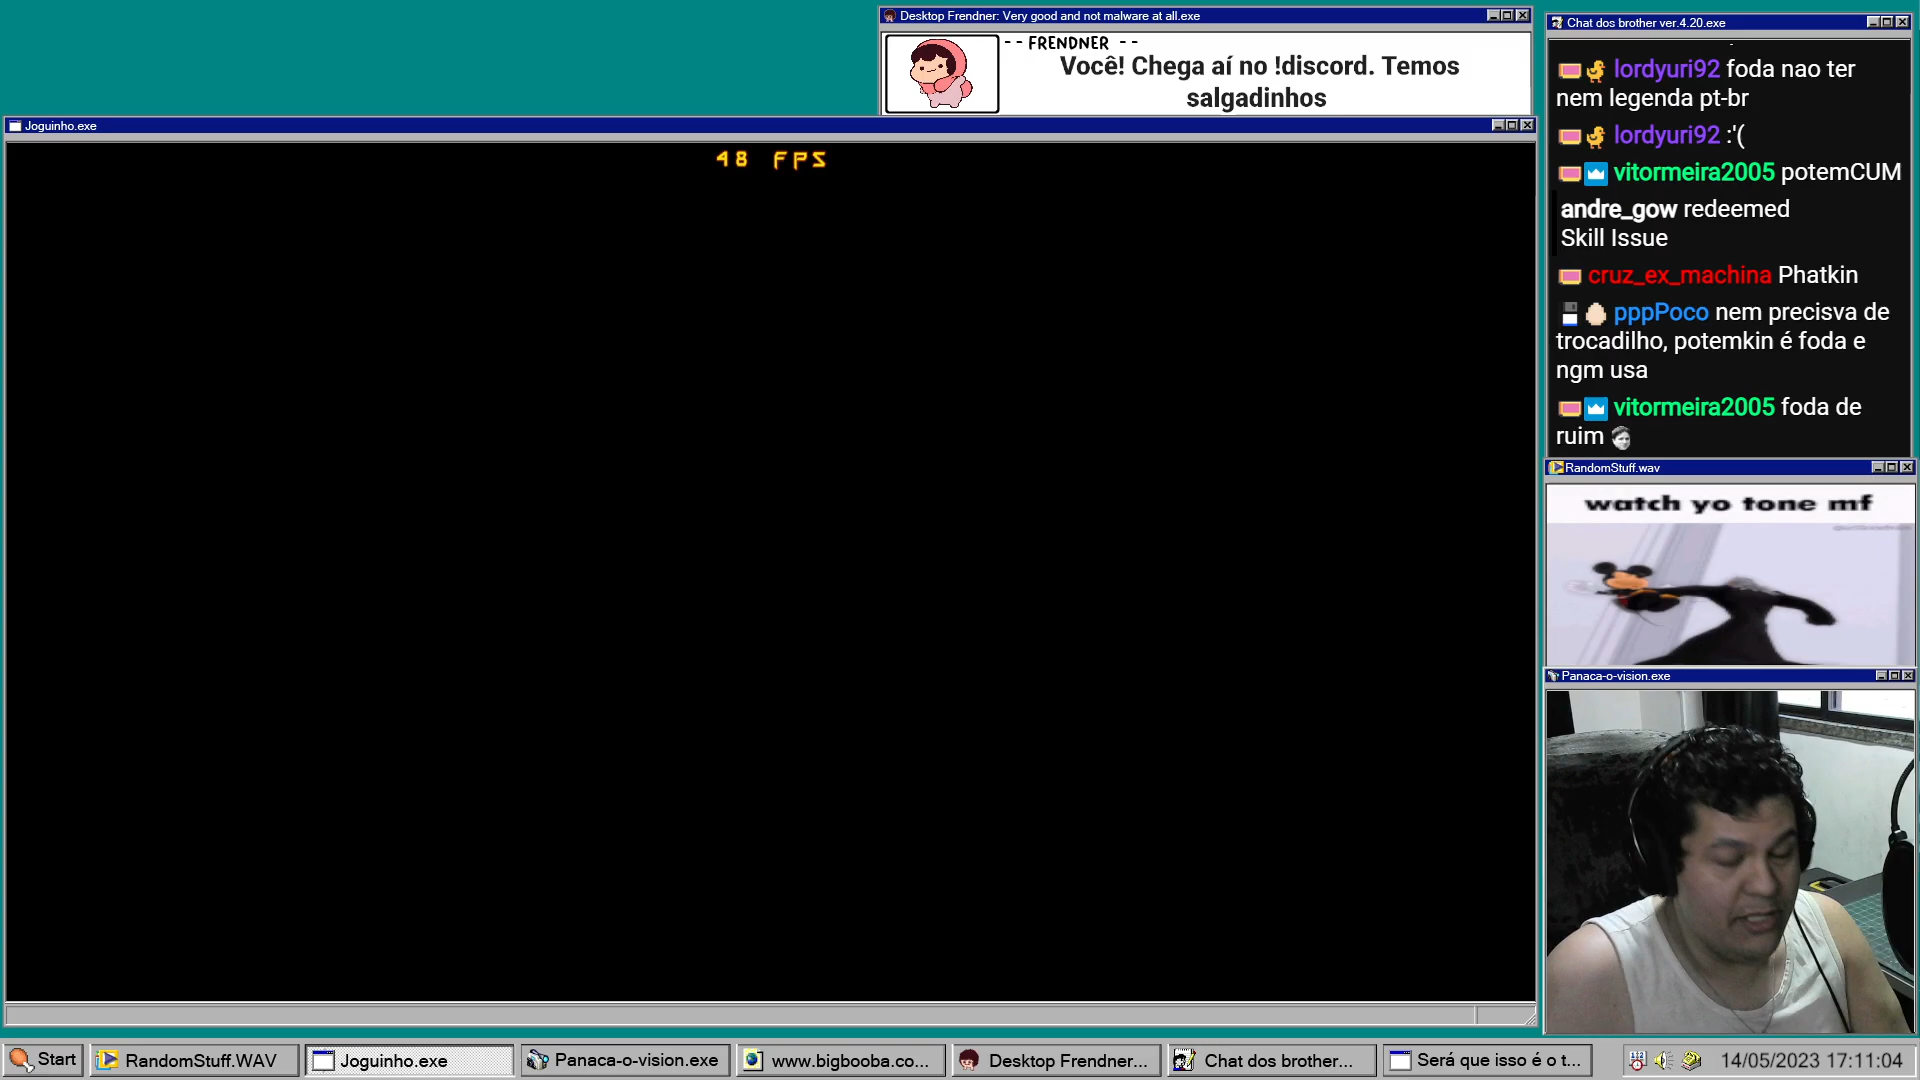 Desktop Frendner: Very good and not malware at all.exe
-- FRENDNER --
Você! Chega aí no !discord. Temos
salgadinhos
Joguinho.exe
48 FPS
Chat dos brother ver.4.20.exe
lordyuri92 foda nao ter
nem legenda pt-br
lordyuri92 :'(
vitormeira2005 potemCUM
andre_gow redeemed
Skill Issue
cruz_ex_machina Phatkin
pppPoco nem precisva de
trocadilho, potemkin é foda e
ngm usa
vitormeira2005 foda de
ruim
RandomStuff.wav
watch yo tone mf
Panaca-o-vision.exe
Start
RandomStuff.WAV
Joguinho.exe
Panaca-o-vision.exe
www.bigbooba.co...
Desktop Frendner...
Chat dos brother...
Será que isso é o t...
14/05/2023 17:11:04